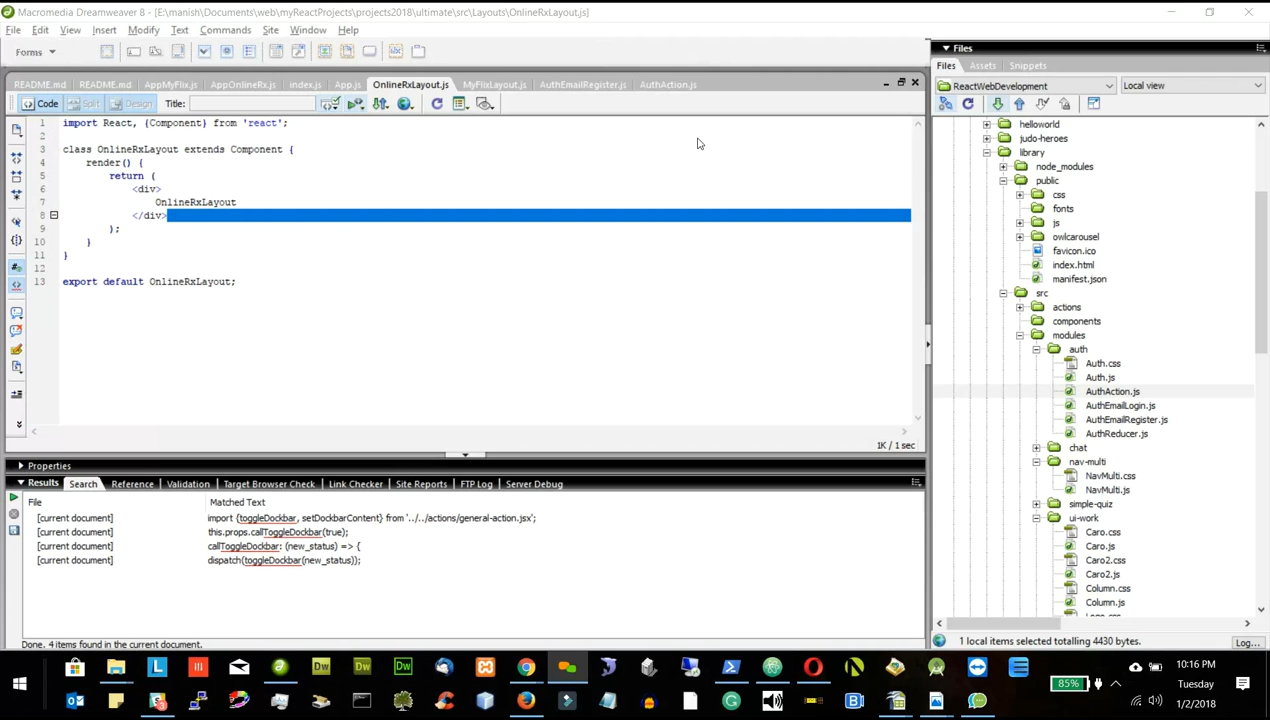 Macromedia Dreamweaver 8 - [E:\manish\Documents\web\myReactProjects\projects2018\ultimate\src\Layouts\OnlineRxLayout.js]
File Edit View Insert Modify Text Commands Site Window Help
Forms
README.md README.md AppMyFlix.js AppOnlineRx.js index.js App.js OnlineRxLayout.js MyFlixLayout.js AuthEmailRegister.js AuthAction.js
Code Split Design Title:
1 import React, {Component} from 'react';
2
3 class OnlineRxLayout extends Component {
4 render() {
5 return (
6 <div>
7 OnlineRxLayout
8 </div>
9 );
10 }
11 }
12
13 export default OnlineRxLayout;
1K / 1 sec
Properties
Results Search Reference Validation Target Browser Check Link Checker Site Reports FTP Log Server Debug
File Matched Text
[current document] import {toggleDockbar, setDockbarContent} from '../../actions/general-action.jsx';
[current document] this.props.callToggleDockbar(true);
[current document] callToggleDockbar: (new_status) => {
[current document] dispatch(toggleDockbar(new_status));
Done. 4 items found in the current document.
Files
Files Assets Snippets
ReactWebDevelopment Local view
helloworld
judo-heroes
library
node_modules
public
css
fonts
js
owlcarousel
favicon.ico
index.html
manifest.json
src
actions
components
modules
auth
Auth.css
Auth.js
AuthAction.js
AuthEmailLogin.js
AuthEmailRegister.js
AuthReducer.js
chat
nav-multi
NavMulti.css
NavMulti.js
simple-quiz
ui-work
Caro.css
Caro.js
Caro2.css
Caro2.js
Column.css
Column.js
1 local items selected totalling 4430 bytes.
Log...
85%
10:16 PM
Tuesday
1/2/2018